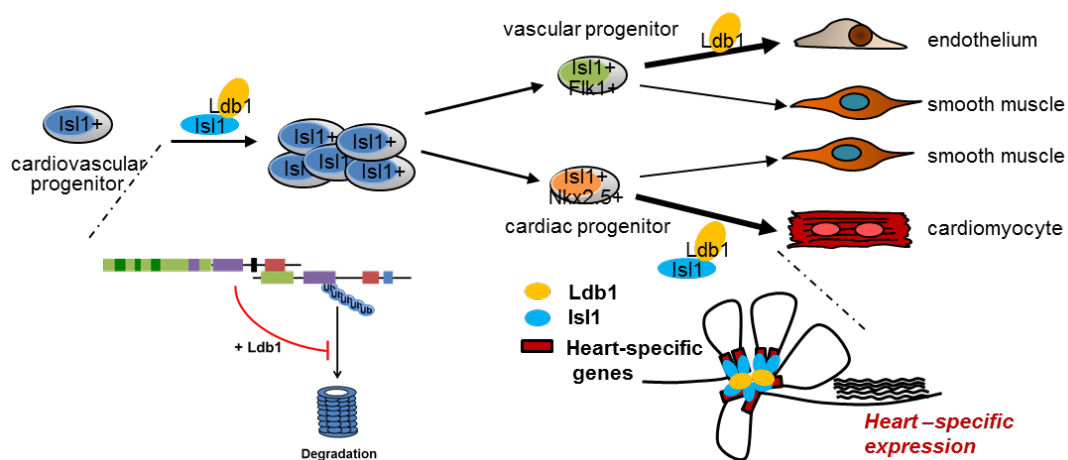 vascular progenitor
Ldb1
endothelium
Isl1+
Flk1+
smooth muscle
Isl1+
cardiovascular
progenitor
Ldb1
Isl1
Isl1+
Isl1+
Isl
Isl1
Isl1+
smooth muscle
Isl1+
Nkx2.5+
cardiac progenitor
cardiomyocyte
Ldb1
Isl1
UbUbUbUbUbUb
+ Ldb1
Degradation
Ldb1
Isl1
Heart-specific
genes
Heart –specific
expression